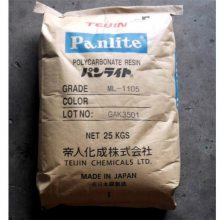 TEIJIN
Panlite
POLYCARBONATE RESIN
パンライト
GRADE ML-1105
COLOR
LOT NO: GAK3501
NET 25 KGS
帝人化成株式会社
TEIJIN CHEMICALS LTD.
MADE IN JAPAN